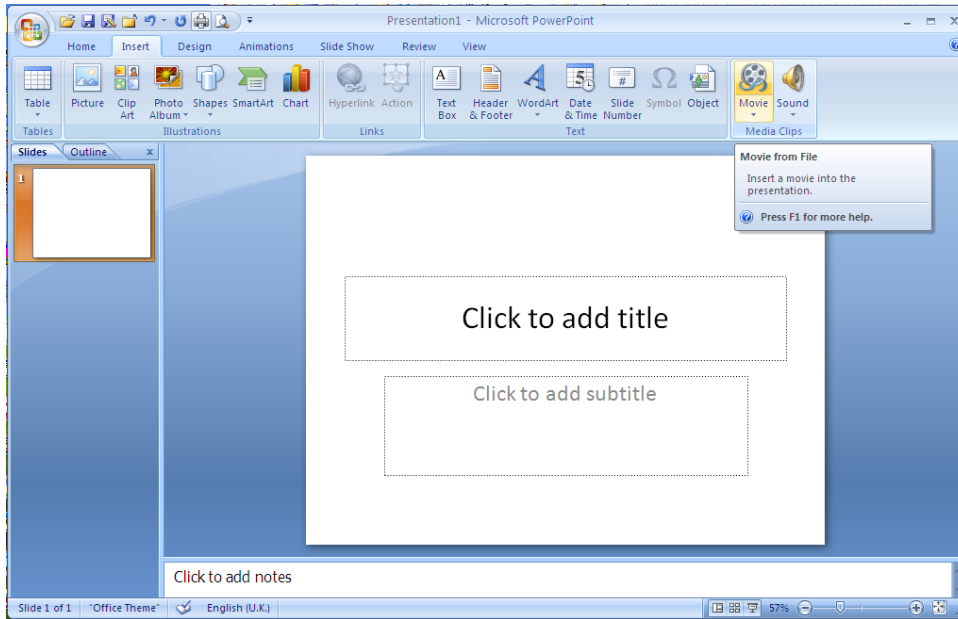 Presentation1 - Microsoft PowerPoint
Home Insert Design Animations Slide Show Review View
Table Picture Clip Art Photo Album Shapes SmartArt Chart Hyperlink Action Text Box Header & Footer WordArt Date & Time Slide Number Symbol Object Movie Sound
Tables Illustrations Links Text Media Clips
Slides Outline x
Movie from File
Insert a movie into the
presentation.
Press F1 for more help.
1
Click to add title
Click to add subtitle
Click to add notes
Slide 1 of 1 "Office Theme" English (U.K.) 57%